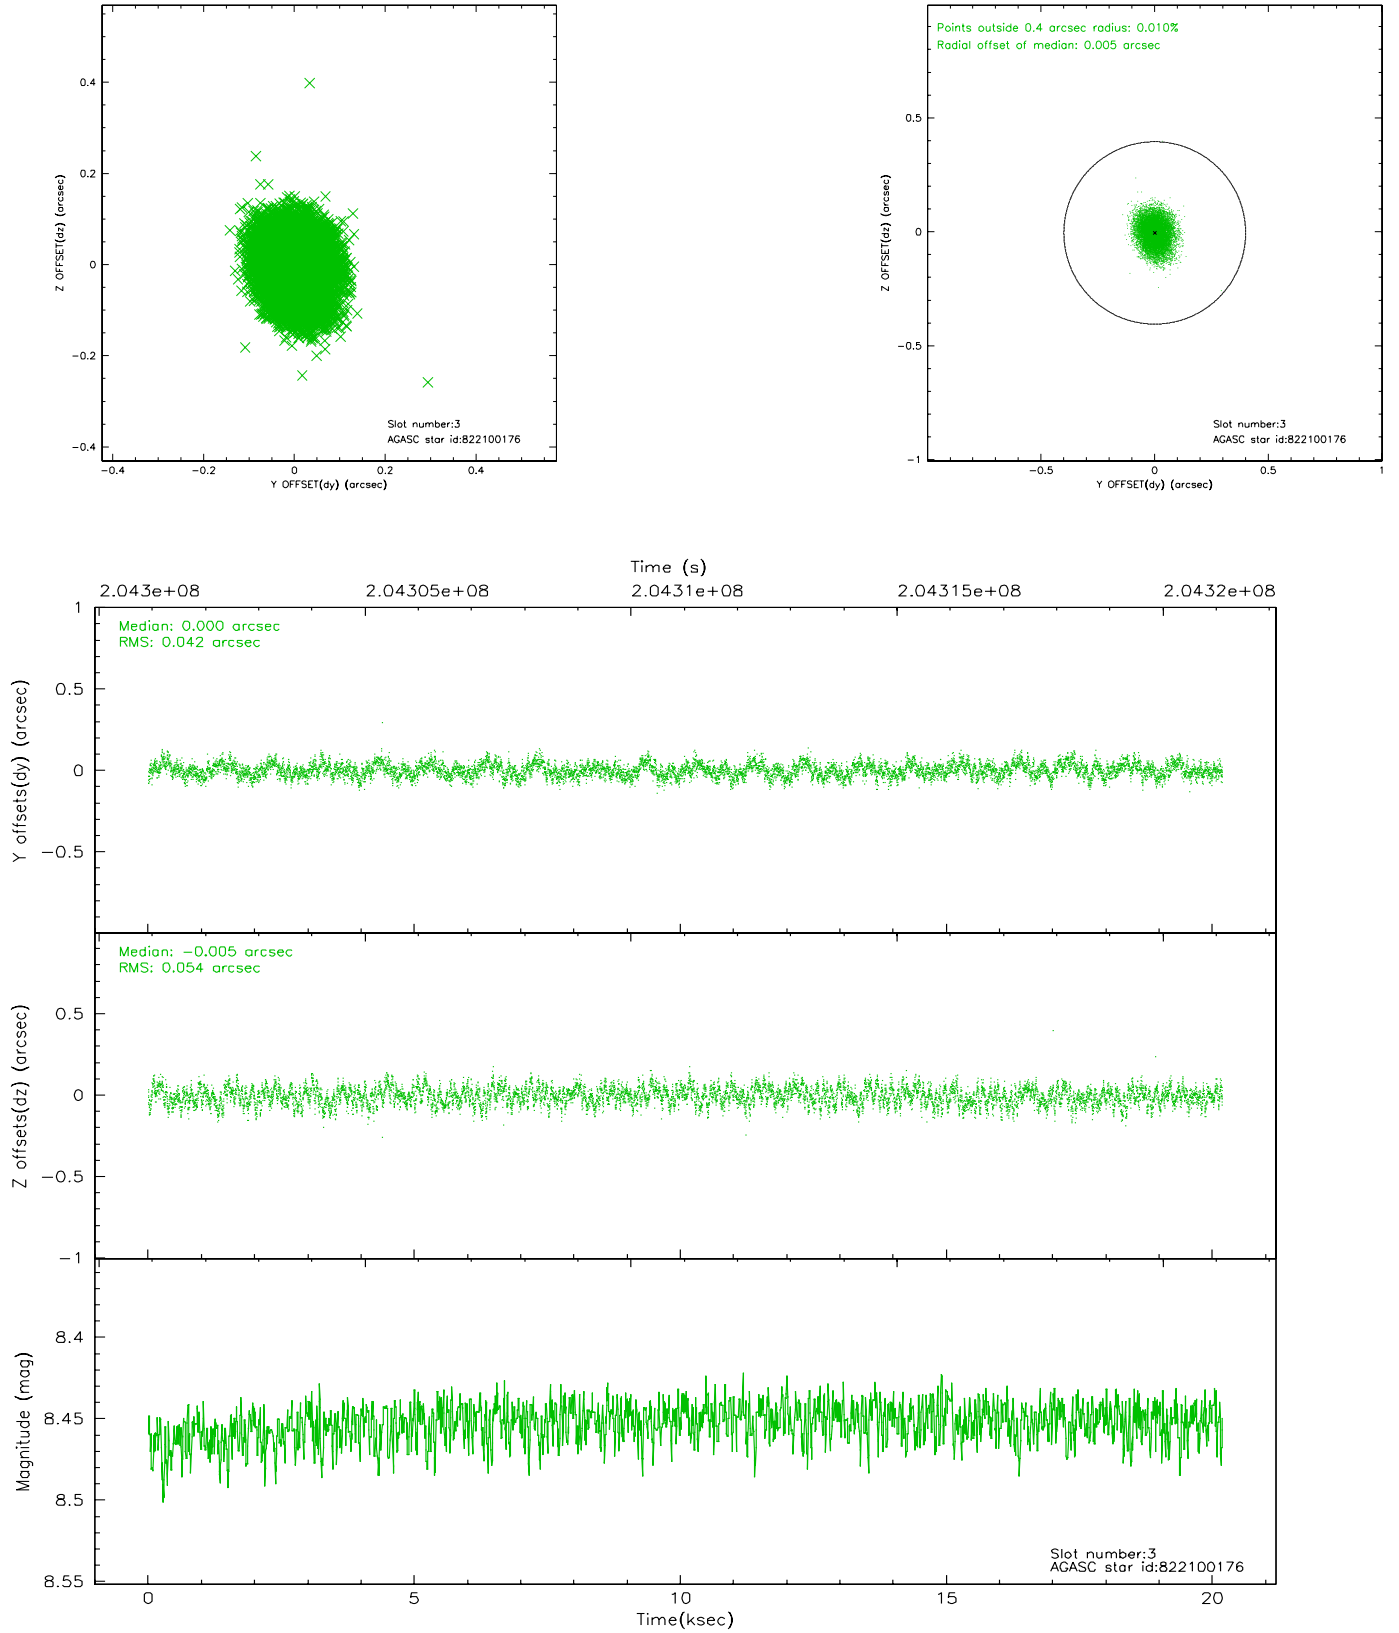 0.4
0.2
0
−0.2
−0.4
−0.4
−0.2
0
0.2
0.4
Z OFFSET(dz) (arcsec)
Y OFFSET(dy) (arcsec)
Slot number:3
AGASC star id:822100176
Points outside 0.4 arcsec radius: 0.010%
Radial offset of median: 0.005 arcsec
0.5
0
−0.5
−1
−0.5
0
0.5
1
Z OFFSET(dz) (arcsec)
Y OFFSET(dy) (arcsec)
Slot number:3
AGASC star id:822100176
Time (s)
2.043e+08
2.04305e+08
2.0431e+08
2.04315e+08
2.0432e+08
Median: 0.000 arcsec
RMS: 0.042 arcsec
1
0.5
0
−0.5
Y offsets(dy) (arcsec)
Median: −0.005 arcsec
RMS: 0.054 arcsec
0.5
0
−0.5
−1
Z offsets(dz) (arcsec)
8.4
8.45
8.5
8.55
Magnitude (mag)
Slot number:3
AGASC star id:822100176
0
5
10
15
20
Time(ksec)